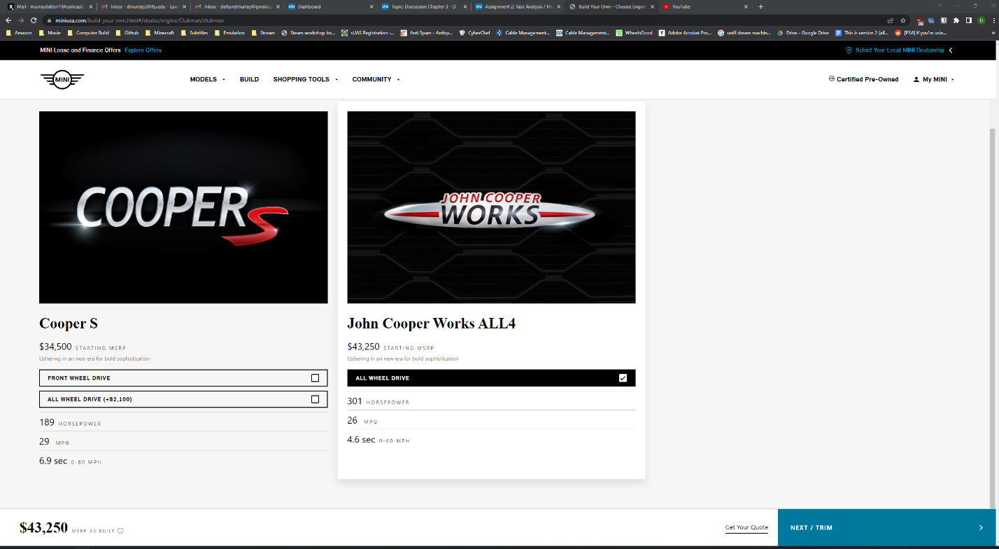 Mail - murraydalton1@comcast.n
Inbox - dmurray2@ltu.edu - Law
Inbox - daltondmurray@gmail.co
LTU Dashboard
LTU Topic: Discussion Chapter 3 - D
LTU Assignment 2: Task Analysis / Me
Build Your Own – Choose Engine
YouTube
miniusa.com/build-your-own.html#/studio/engine/Clubman/clubman
36
D
Amazon
Movie
Computer Build
Github
Minecraft
Subtitles
Emulation
Stream
Steam workshop ite...
sUAS Registration -...
Anti Spam - Antisp...
CyberChef
Cable Management...
Cable Management...
WhenIsGood
Adobe Acrobat Pro...
unifi dream machin...
Drive - Google Drive
This is version 2 (all...
[PSA] If you're usin...
MINI Lease and Finance Offers Explore Offers
Select Your Local MINI Dealership
MINI
MODELS
BUILD
SHOPPING TOOLS
COMMUNITY
Certified Pre-Owned
My MINI
COOPER S
JOHN COOPER
WORKS
Cooper S
$34,500 STARTING MSRP
Ushering in an new era for bold sophistication
FRONT WHEEL DRIVE
ALL WHEEL DRIVE (+$2,100)
189 HORSEPOWER
29 MPG
6.9 sec 0-60 MPH
John Cooper Works ALL4
$43,250 STARTING MSRP
Ushering in an new era for bold sophistication
ALL WHEEL DRIVE
301 HORSEPOWER
26 MPG
4.6 sec 0-60 MPH
$43,250 MSRP AS BUILT
Get Your Quote
NEXT / TRIM